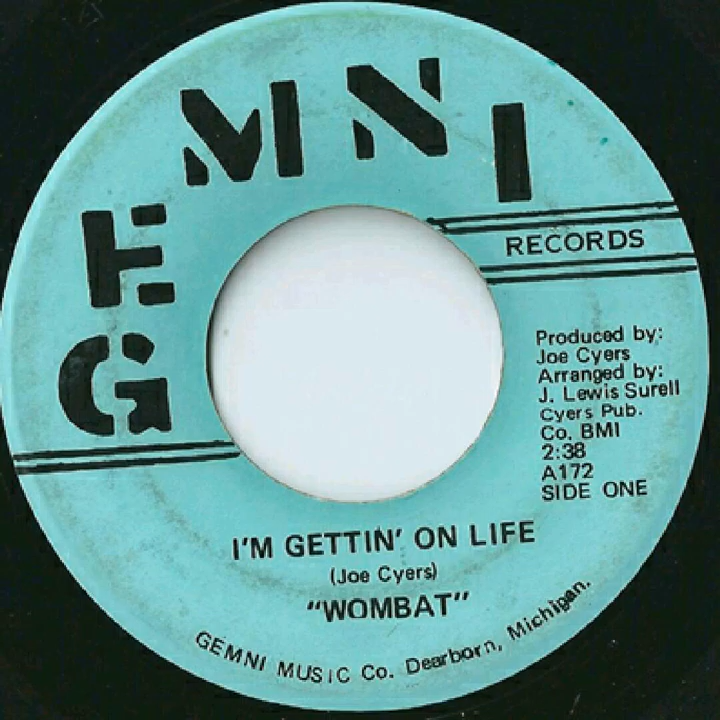 GEMNI
RECORDS
Produced by:
Joe Cyers
Arranged by:
J. Lewis Surell
Cyers Pub.
Co. BMI
2:38
A172
SIDE ONE
I'M GETTIN' ON LIFE
(Joe Cyers)
"WOMBAT"
GEMNI MUSIC Co. Dearborn, Michigan.